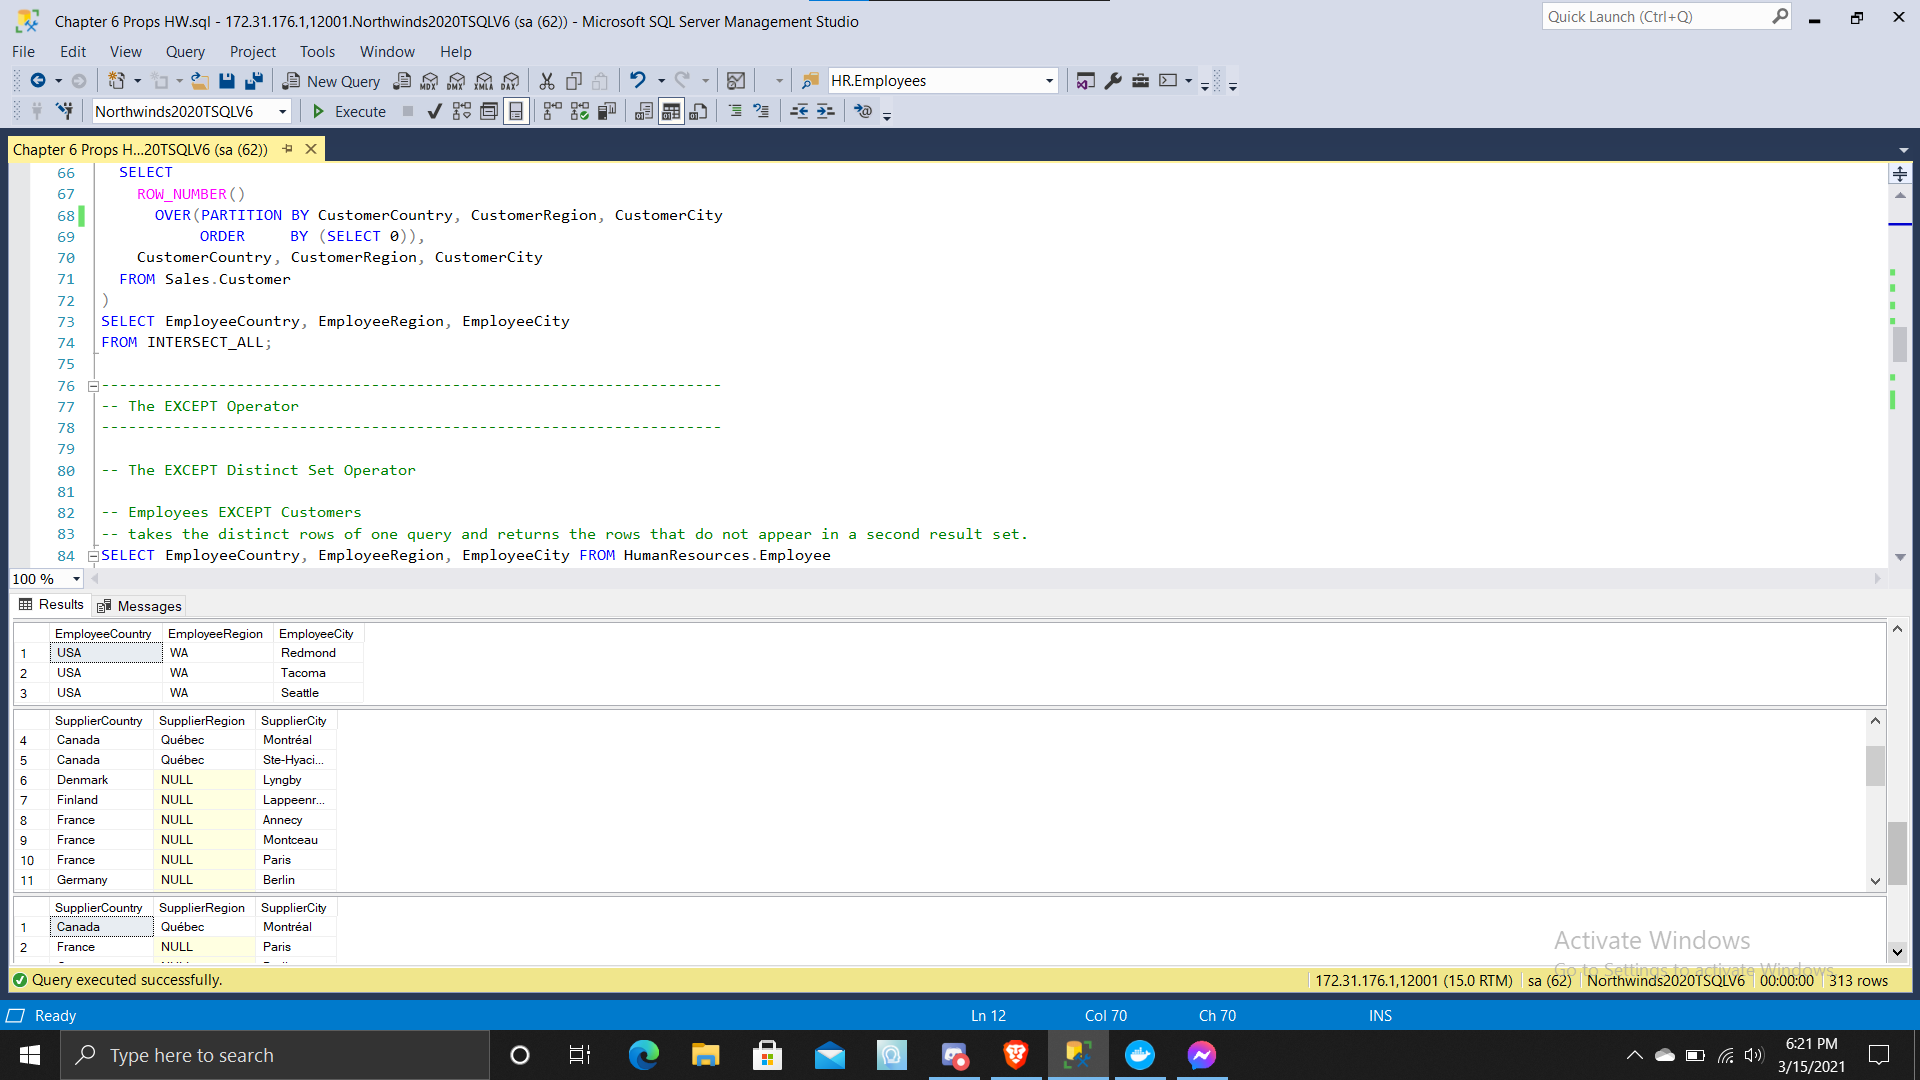 Chapter 6 Props HW.sql - 172.31.176.1,12001.Northwinds2020TSQLV6 (sa (62)) - Microsoft SQL Server Management Studio
Quick Launch (Ctrl+Q)
File Edit View Query Project Tools Window Help
New Query
MDX DMX XMLA DAX
HR.Employees
Northwinds2020TSQLV6
Execute
Chapter 6 Props H...20TSQLV6 (sa (62))
66 SELECT
67 ROW_NUMBER()
68 OVER(PARTITION BY CustomerCountry, CustomerRegion, CustomerCity
69 ORDER     BY (SELECT 0)),
70 CustomerCountry, CustomerRegion, CustomerCity
71 FROM Sales.Customer
72 )
73 SELECT EmployeeCountry, EmployeeRegion, EmployeeCity
74 FROM INTERSECT_ALL;
75
76 ---------------------------------------------------------------------
77 -- The EXCEPT Operator
78 ---------------------------------------------------------------------
79
80 -- The EXCEPT Distinct Set Operator
81
82 -- Employees EXCEPT Customers
83 -- takes the distinct rows of one query and returns the rows that do not appear in a second result set.
84 SELECT EmployeeCountry, EmployeeRegion, EmployeeCity FROM HumanResources.Employee
100 %
Results Messages
EmployeeCountry EmployeeRegion EmployeeCity
1 USA WA Redmond
2 USA WA Tacoma
3 USA WA Seattle
SupplierCountry SupplierRegion SupplierCity
4 Canada Québec Montréal
5 Canada Québec Ste-Hyaci...
6 Denmark NULL Lyngby
7 Finland NULL Lappeenr...
8 France NULL Annecy
9 France NULL Montceau
10 France NULL Paris
11 Germany NULL Berlin
SupplierCountry SupplierRegion SupplierCity
1 Canada Québec Montréal
2 France NULL Paris
Activate Windows
Go to Settings to activate Windows.
Query executed successfully.
172.31.176.1,12001 (15.0 RTM) sa (62) Northwinds2020TSQLV6 00:00:00 313 rows
Ready Ln 12 Col 70 Ch 70 INS
Type here to search
6:21 PM
3/15/2021